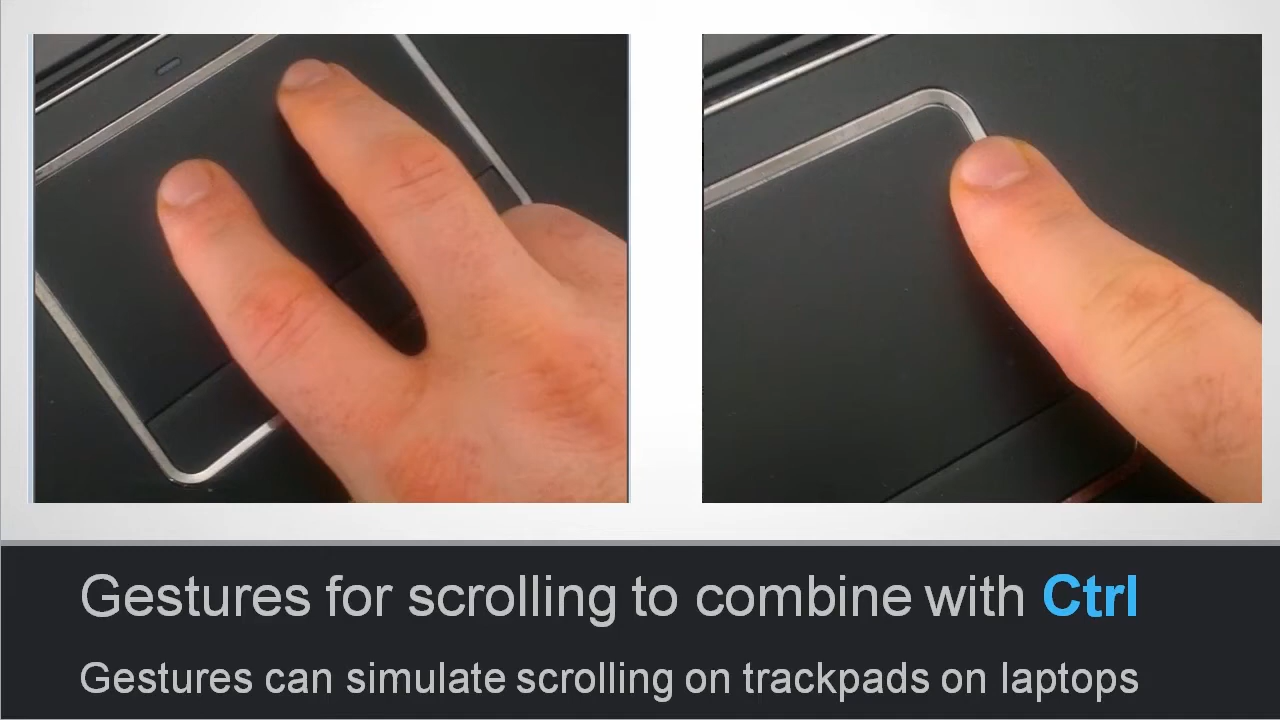 Gestures for scrolling to combine with Ctrl
Gestures can simulate scrolling on trackpads on laptops